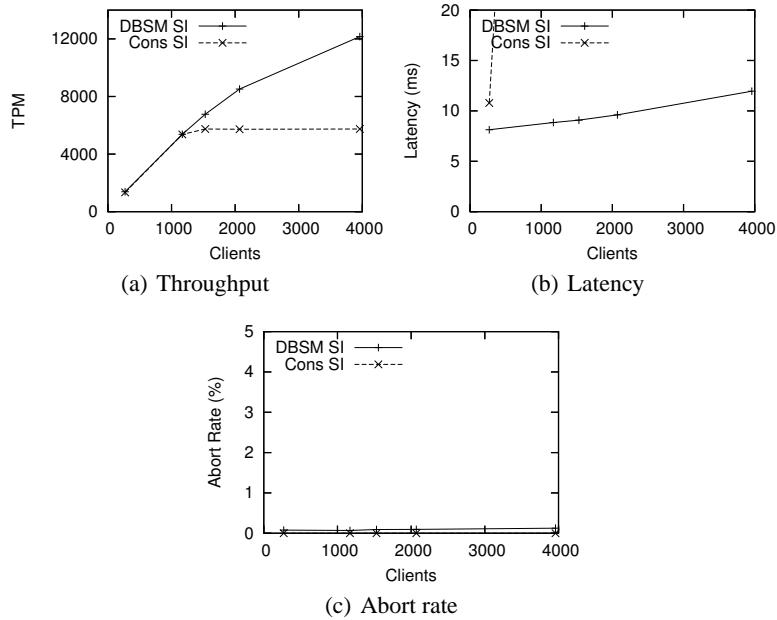 DBSM SI
Cons SI
12000
8000
4000
0
TPM
0 1000 2000 3000 4000
Clients
(a) Throughput
DBSM SI
Cons SI
20
15
10
5
0
Latency (ms)
0 1000 2000 3000 4000
Clients
(b) Latency
DBSM SI
Cons SI
5
4
3
2
1
0
Abort Rate (%)
0 1000 2000 3000 4000
Clients
(c) Abort rate